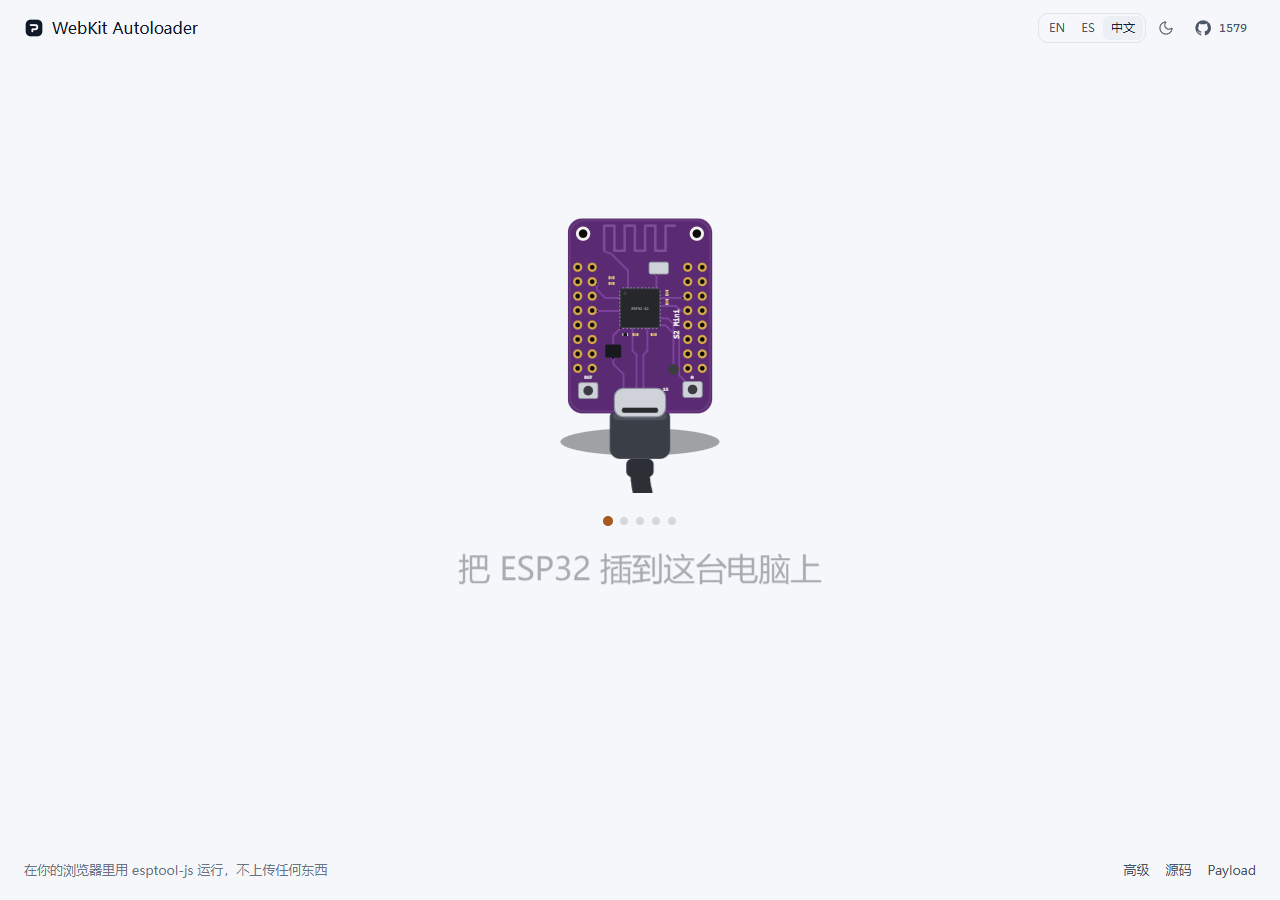 WebKit Autoloader
EN ES 中文 1579
ESP32-S2
S2 Mini
把 ESP32 插到这台电脑上
在你的浏览器里用 esptool-js 运行，不上传任何东西
高级 源码 Payload